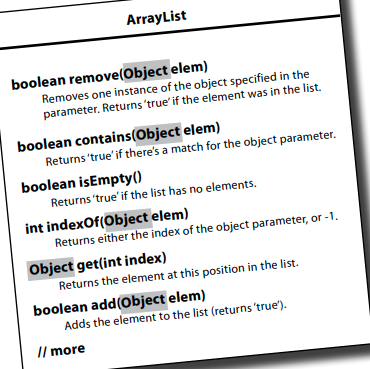 ArrayList
boolean remove(Object elem)
Removes one instance of the object specified in the
parameter. Returns 'true' if the element was in the list.
boolean contains(Object elem)
Returns 'true' if there's a match for the object parameter.
boolean isEmpty()
Returns 'true' if the list has no elements.
int indexOf(Object elem)
Returns either the index of the object parameter, or -1.
Object get(int index)
Returns the element at this position in the list.
boolean add(Object elem)
Adds the element to the list (returns 'true').
// more